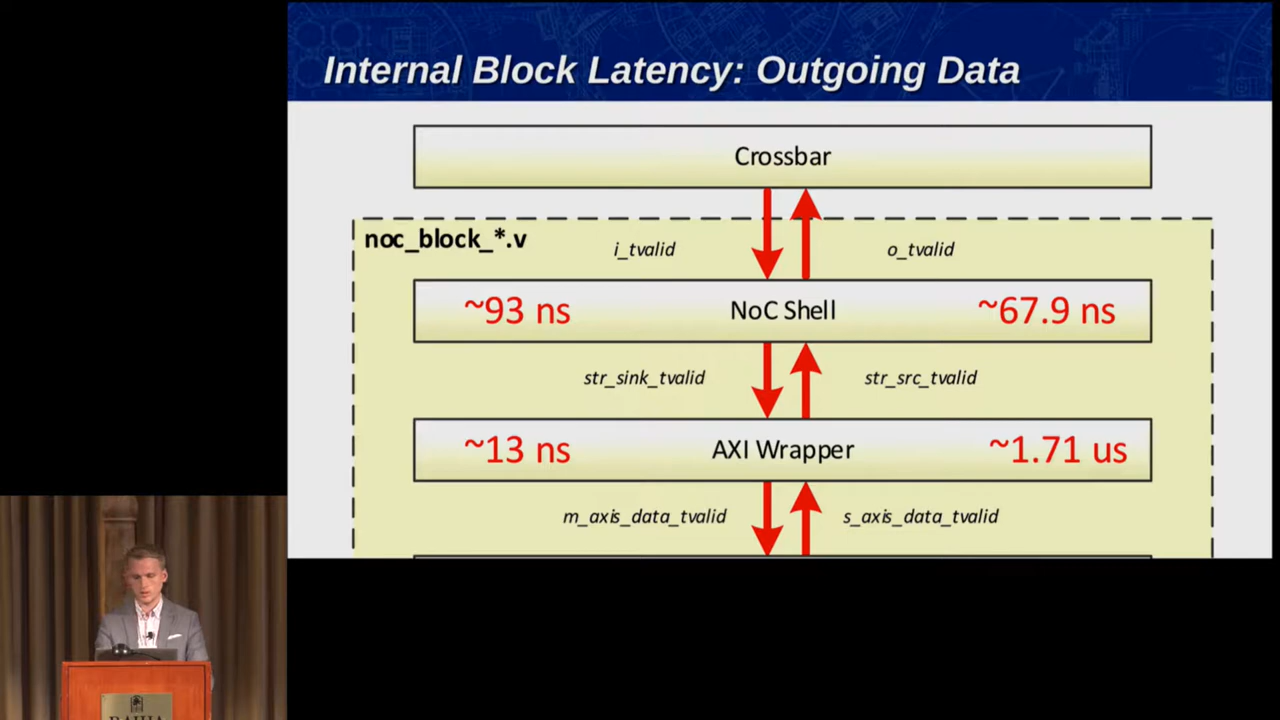 Internal Block Latency: Outgoing Data
Crossbar
noc_block_*.v
i_tvalid
o_tvalid
~93 ns
NoC Shell
~67.9 ns
str_sink_tvalid
str_src_tvalid
~13 ns
AXI Wrapper
~1.71 us
m_axis_data_tvalid
s_axis_data_tvalid